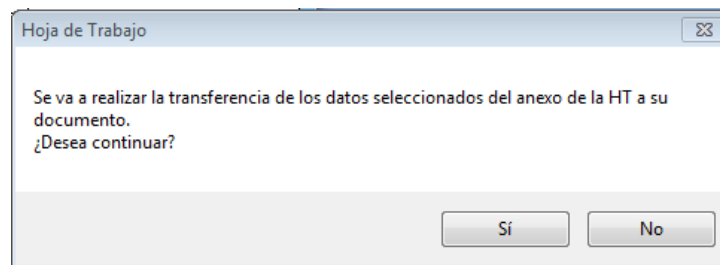 Hoja de Trabajo
Se va a realizar la transferencia de los datos seleccionados del anexo de la HT a su
documento.
¿Desea continuar?
Sí
No